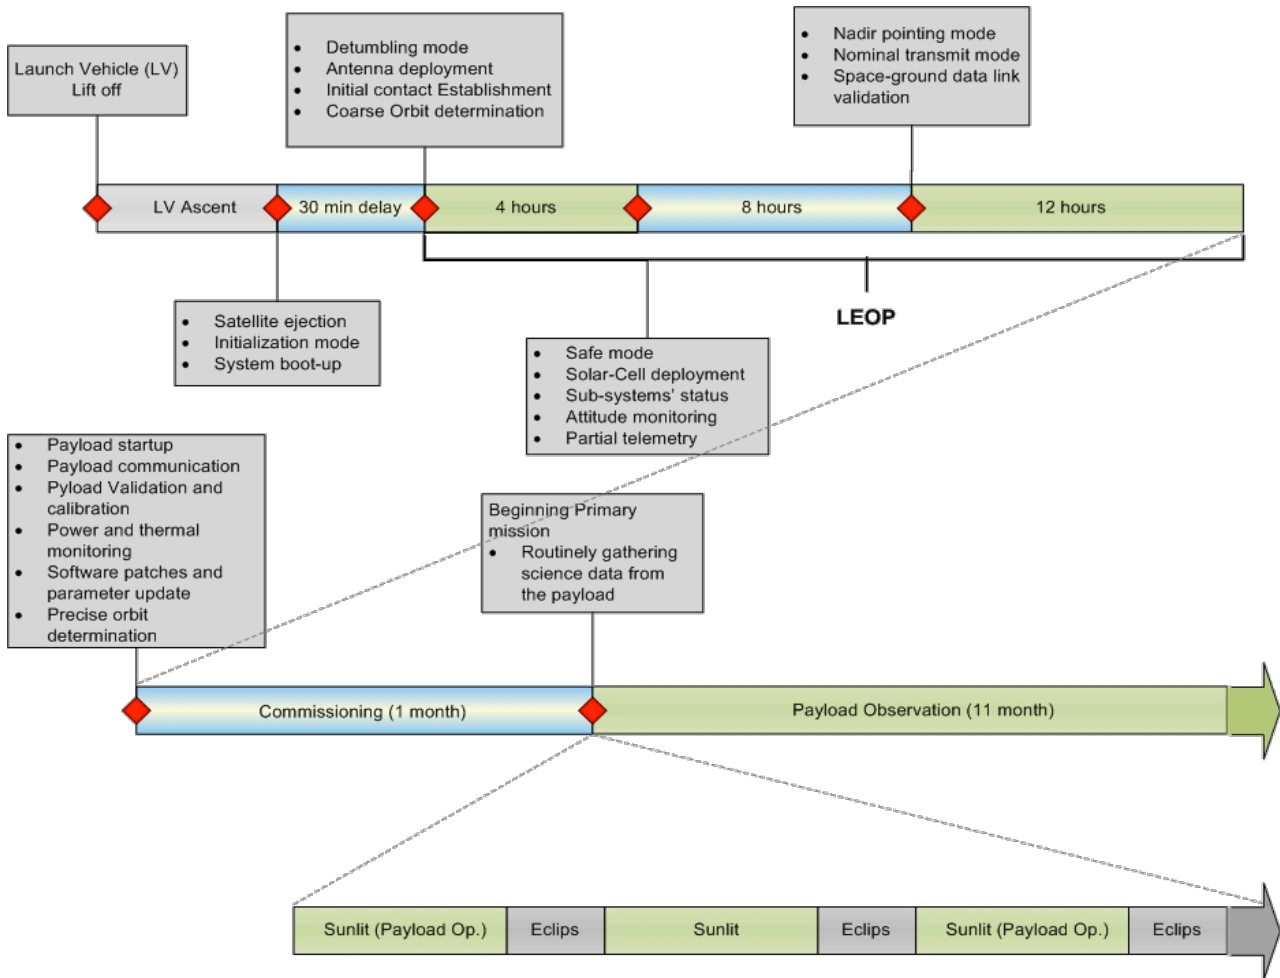 Launch Vehicle (LV)
Lift off
• Detumbling mode
• Antenna deployment
• Initial contact Establishment
• Coarse Orbit determination
• Nadir pointing mode
• Nominal transmit mode
• Space-ground data link
validation
LV Ascent
30 min delay
4 hours
8 hours
12 hours
• Satellite ejection
• Initialization mode
• System boot-up
LEOP
• Safe mode
• Solar-Cell deployment
• Sub-systems' status
• Attitude monitoring
• Partial telemetry
• Payload startup
• Payload communication
• Pyload Validation and
calibration
• Power and thermal
monitoring
• Software patches and
parameter update
• Precise orbit
determination
Beginning Primary
mission
• Routinely gathering
science data from
the payload
Commissioning (1 month)
Payload Observation (11 month)
Sunlit (Payload Op.)
Eclips
Sunlit
Eclips
Sunlit (Payload Op.)
Eclips